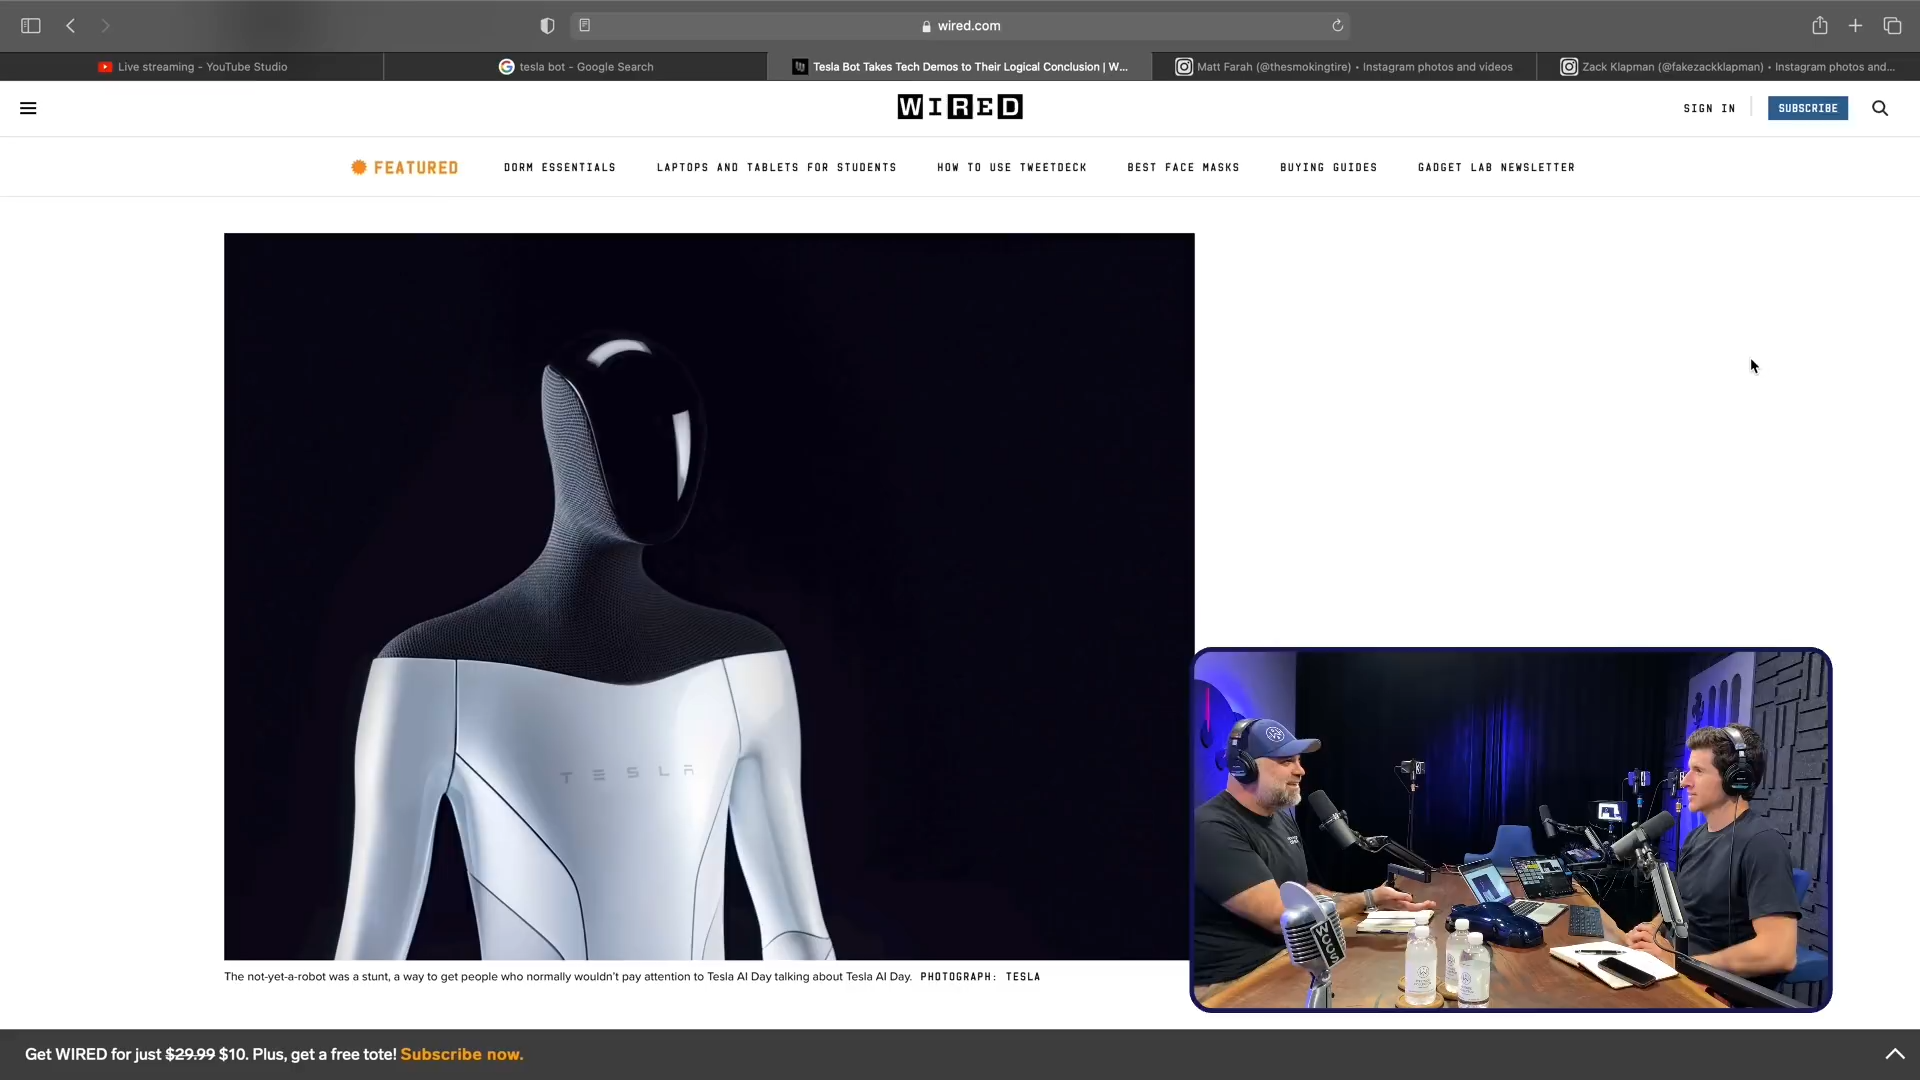 wired.com
Live streaming - YouTube Studio
tesla bot - Google Search
Tesla Bot Takes Tech Demos to Their Logical Conclusion | W...
Matt Farah (@thesmokingtire) • Instagram photos and videos
Zack Klapman (@fakezackklapman) • Instagram photos and...
WIRED
SIGN IN
SUBSCRIBE
FEATURED
DORM ESSENTIALS
LAPTOPS AND TABLETS FOR STUDENTS
HOW TO USE TWEETDECK
BEST FACE MASKS
BUYING GUIDES
GADGET LAB NEWSLETTER
TESLA
The not-yet-a-robot was a stunt, a way to get people who normally wouldn't pay attention to Tesla AI Day talking about Tesla AI Day. PHOTOGRAPH: TESLA
Get WIRED for just $29.99 $10. Plus, get a free tote! Subscribe now.